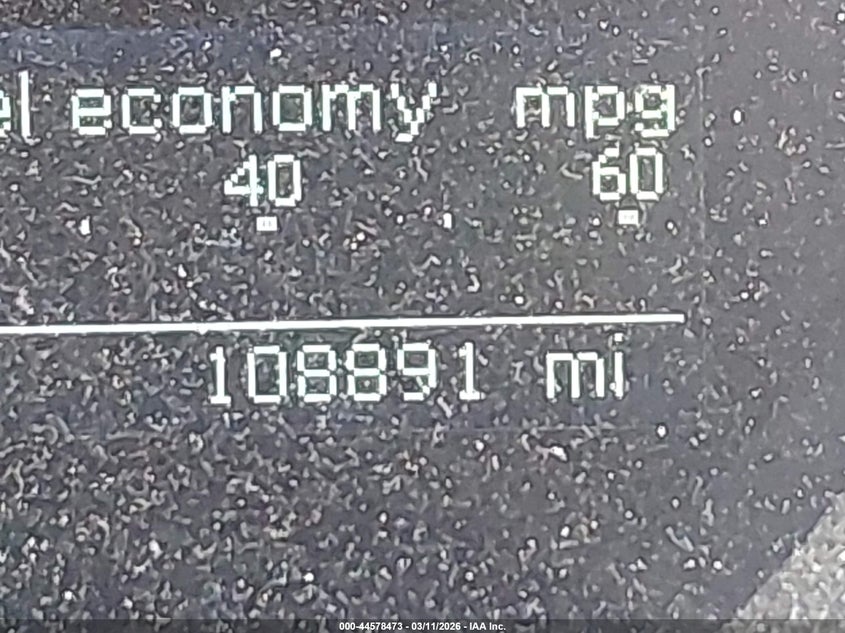 el economy mpg
40 60
108891 mi
000-44578473 - 03/11/2026 - IAA Inc.